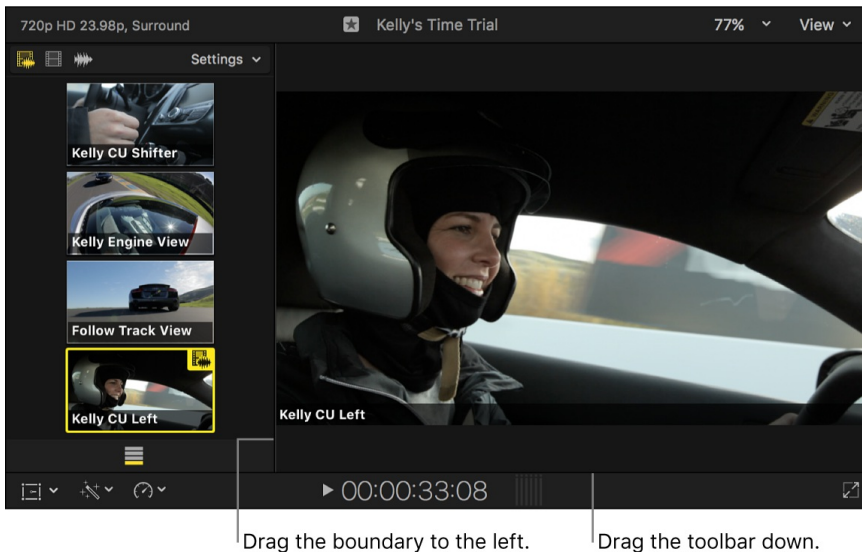 720p HD 23.98p, Surround
Kelly's Time Trial
77%
View
Settings
Kelly CU Shifter
Kelly Engine View
Follow Track View
Kelly CU Left
Kelly CU Left
00:00:33:08
Drag the boundary to the left.
Drag the toolbar down.